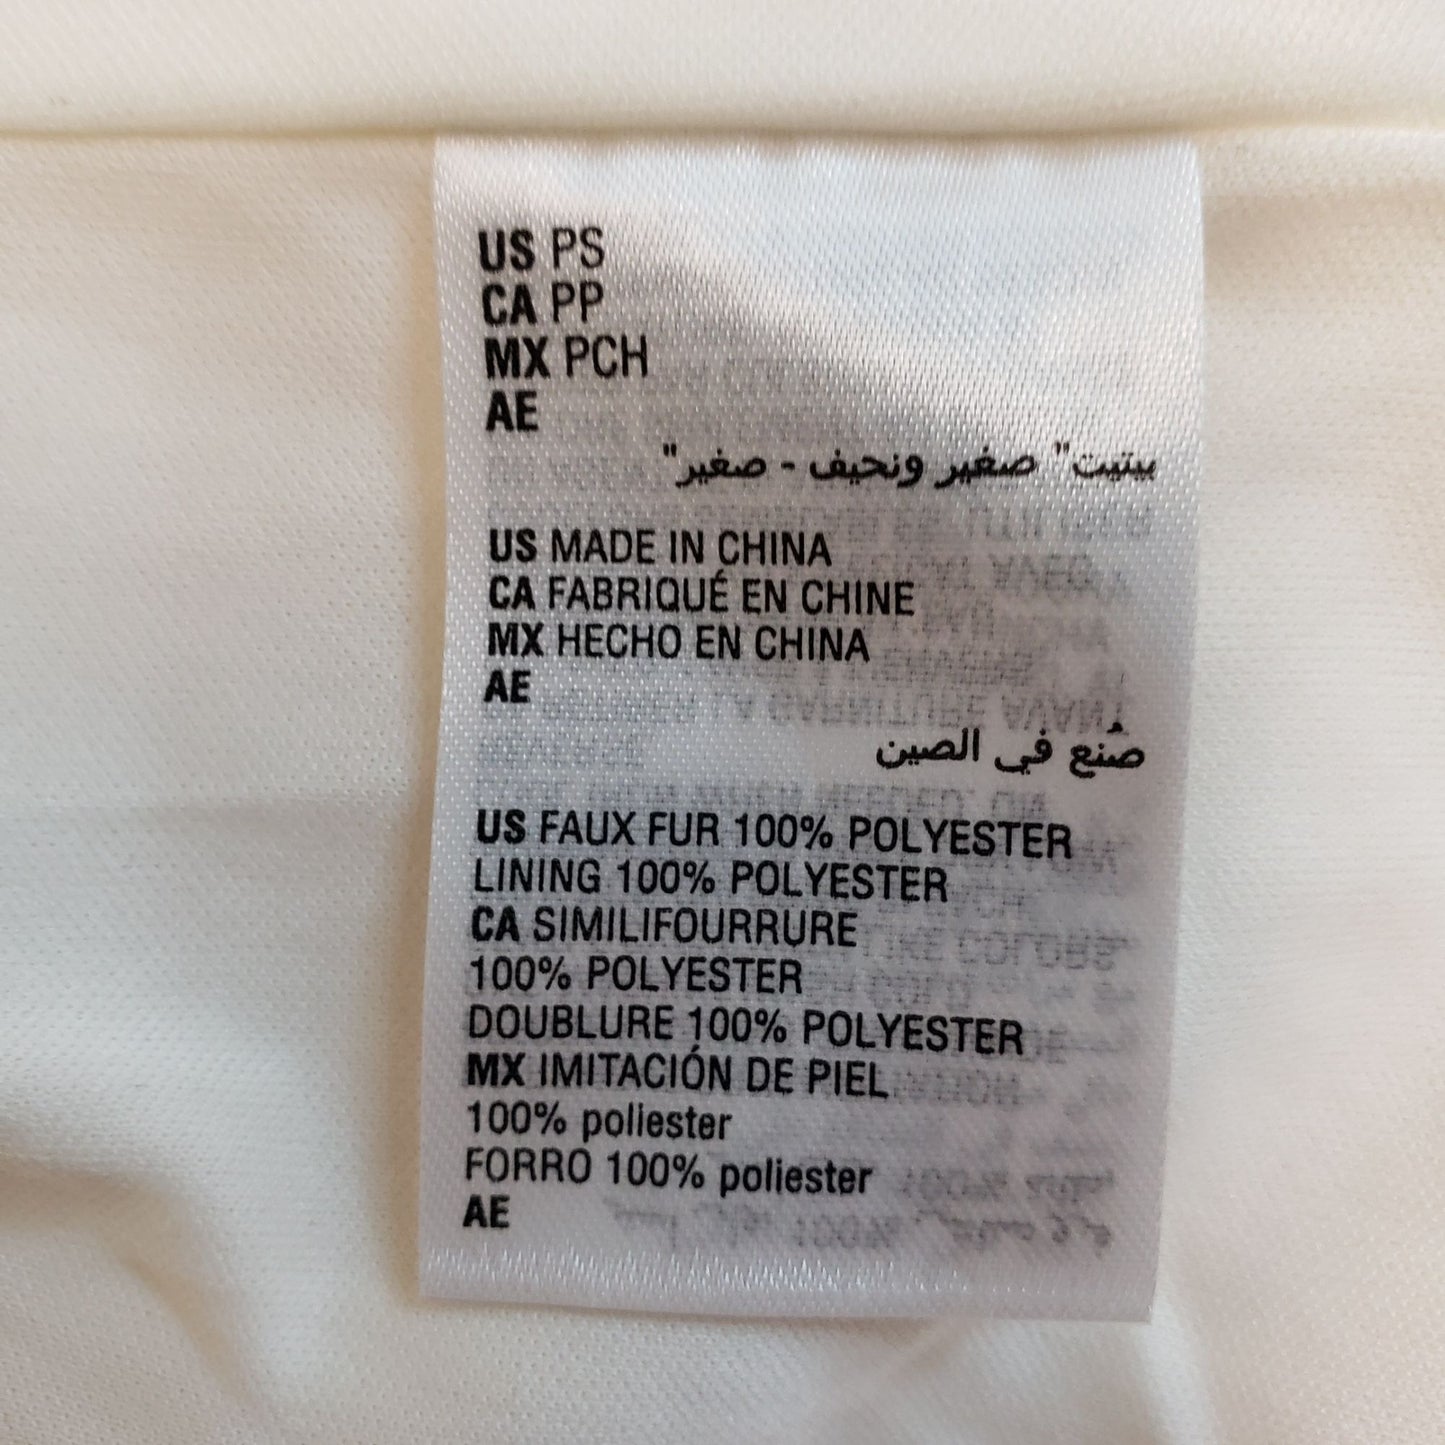 US PS
CA PP
MX PCH
AE
بيتيت" صغير ونحيف - صغير"
US MADE IN CHINA
CA FABRIQUÉ EN CHINE
MX HECHO EN CHINA
AE
صُنع في الصين
US FAUX FUR 100% POLYESTER
LINING 100% POLYESTER
CA SIMILIFOURRURE
100% POLYESTER
DOUBLURE 100% POLYESTER
MX IMITACIÓN DE PIEL
100% poliester
FORRO 100% poliester
AE